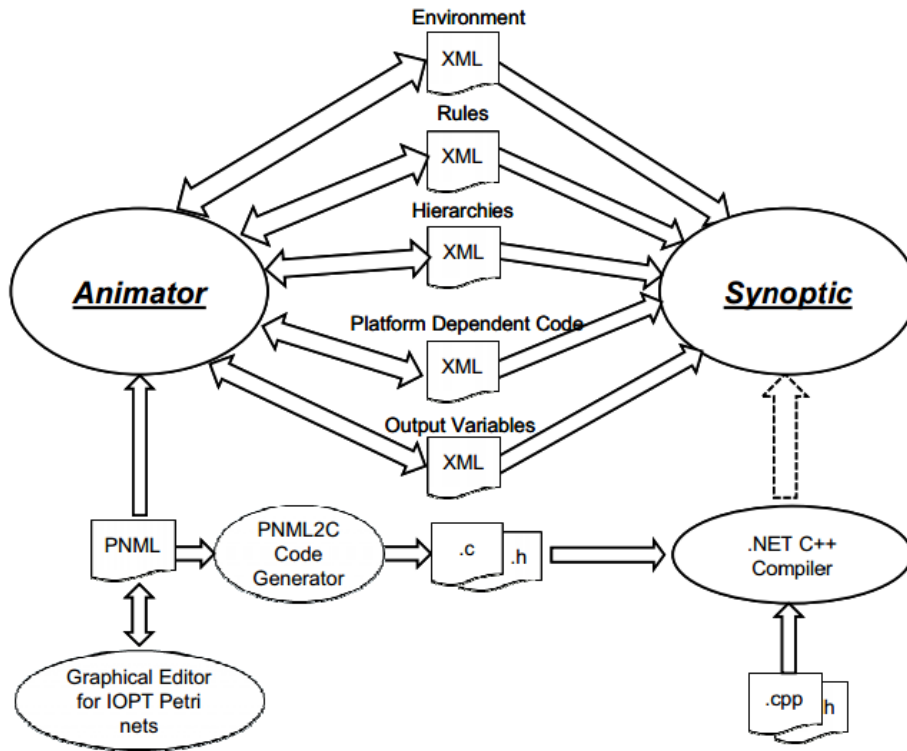 Environment
XML
Rules
XML
Hierarchies
XML
Animator
Synoptic
Platform Dependent Code
XML
Output Variables
XML
PNML
PNML2C
Code
Generator
.c
.h
.NET C++
Compiler
Graphical Editor
for IOPT Petri
nets
.cpp
h